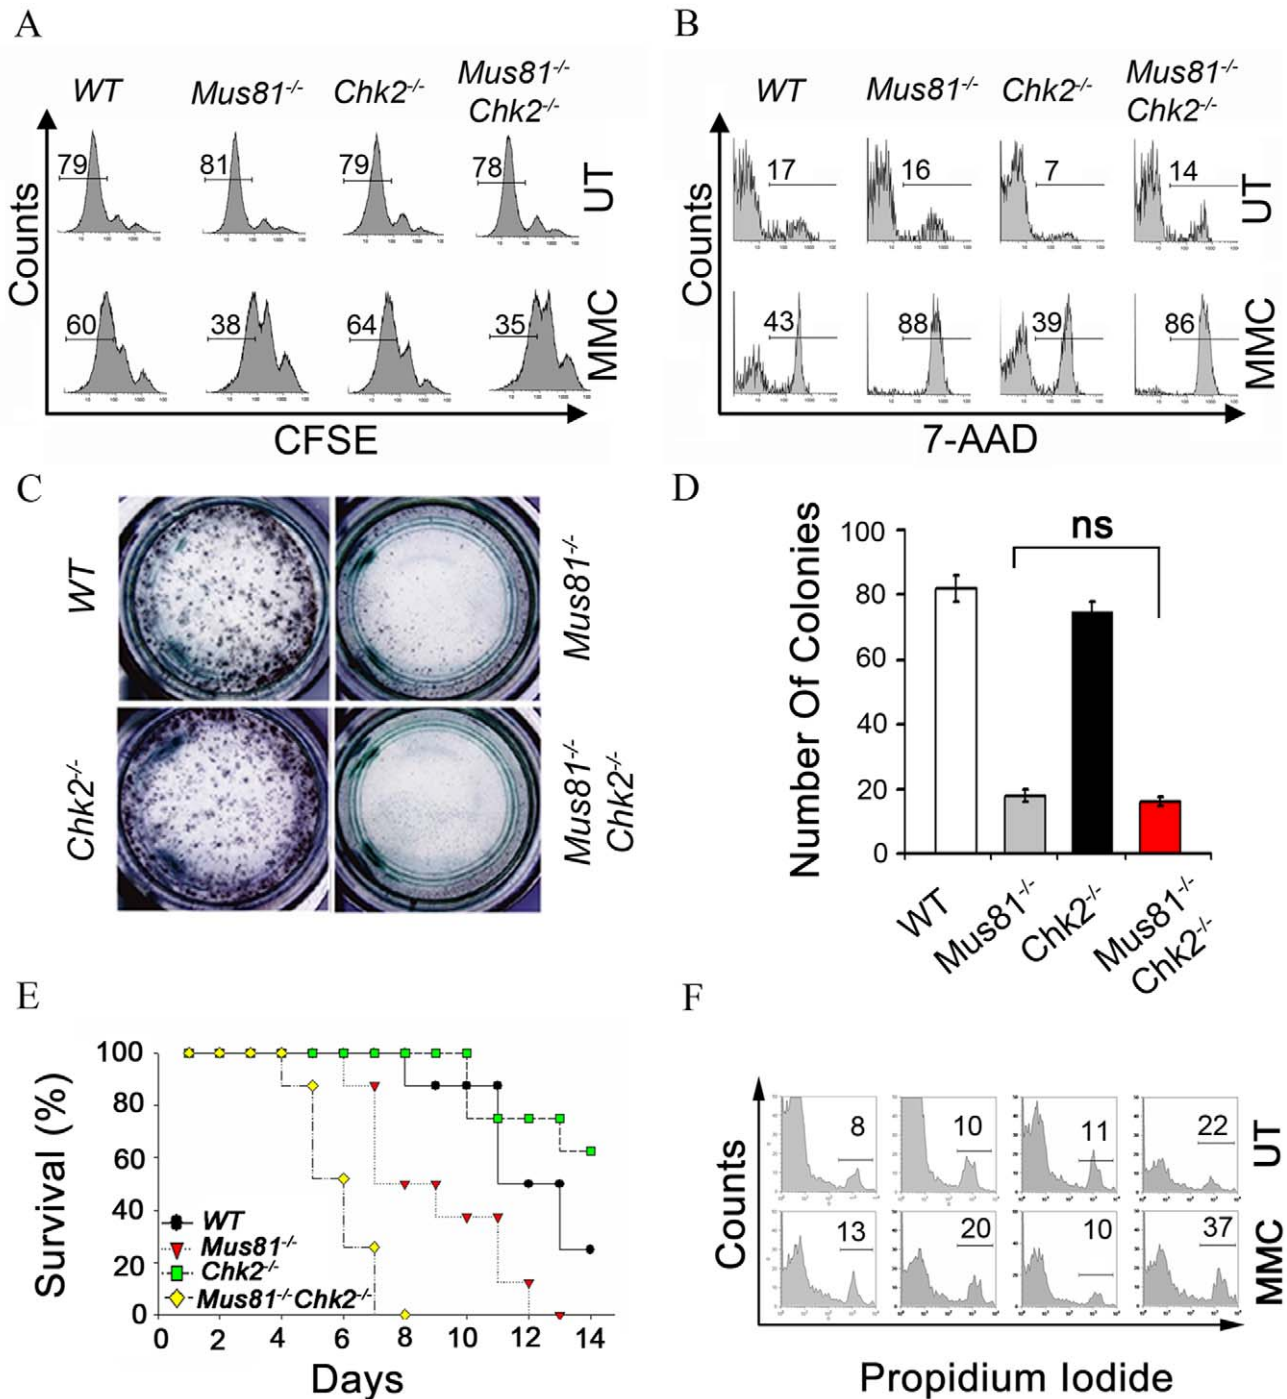 A
WT
Mus81-/-
Chk2-/-
Mus81-/-
Chk2-/-
Counts
79
81
79
78
UT
60
38
64
35
MMC
CFSE
B
WT
Mus81-/-
Chk2-/-
Mus81-/-
Chk2-/-
Counts
17
16
7
14
UT
43
88
39
86
MMC
7-AAD
C
WT
Mus81-/-
Chk2-/-
Mus81-/-
Chk2-/-
D
Number Of Colonies
100
80
60
40
20
0
ns
WT
Mus81-/-
Chk2-/-
Mus81-/-
Chk2-/-
E
Survival (%)
100
80
60
40
20
0
WT
Mus81-/-
Chk2-/-
Mus81-/-Chk2-/-
0 2 4 6 8 10 12 14
Days
F
Counts
8
10
11
22
UT
13
20
10
37
MMC
Propidium Iodide